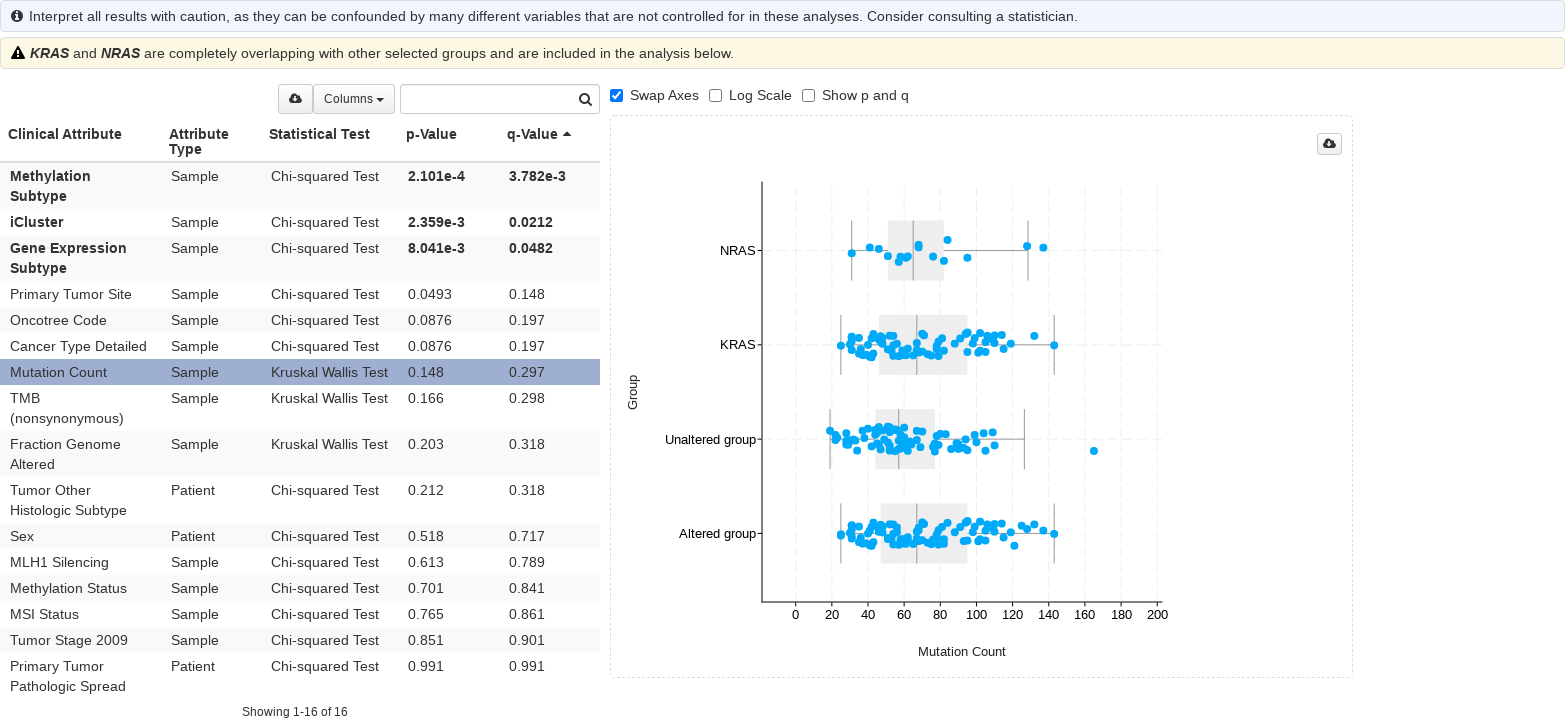 Interpret all results with caution, as they can be confounded by many different variables that are not controlled for in these analyses. Consider consulting a statistician.
KRAS and NRAS are completely overlapping with other selected groups and are included in the analysis below.
Columns
Swap Axes Log Scale Show p and q
Clinical Attribute Attribute Type Statistical Test p-Value q-Value
Methylation Subtype Sample Chi-squared Test 2.101e-4 3.782e-3
iCluster Sample Chi-squared Test 2.359e-3 0.0212
Gene Expression Subtype Sample Chi-squared Test 8.041e-3 0.0482
Primary Tumor Site Sample Chi-squared Test 0.0493 0.148
Oncotree Code Sample Chi-squared Test 0.0876 0.197
Cancer Type Detailed Sample Chi-squared Test 0.0876 0.197
Mutation Count Sample Kruskal Wallis Test 0.148 0.297
TMB (nonsynonymous) Sample Kruskal Wallis Test 0.166 0.298
Fraction Genome Altered Sample Kruskal Wallis Test 0.203 0.318
Tumor Other Histologic Subtype Patient Chi-squared Test 0.212 0.318
Sex Patient Chi-squared Test 0.518 0.717
MLH1 Silencing Sample Chi-squared Test 0.613 0.789
Methylation Status Sample Chi-squared Test 0.701 0.841
MSI Status Sample Chi-squared Test 0.765 0.861
Tumor Stage 2009 Sample Chi-squared Test 0.851 0.901
Primary Tumor Pathologic Spread Patient Chi-squared Test 0.991 0.991
Showing 1-16 of 16
Group
NRAS
KRAS
Unaltered group
Altered group
0 20 40 60 80 100 120 140 160 180 200
Mutation Count